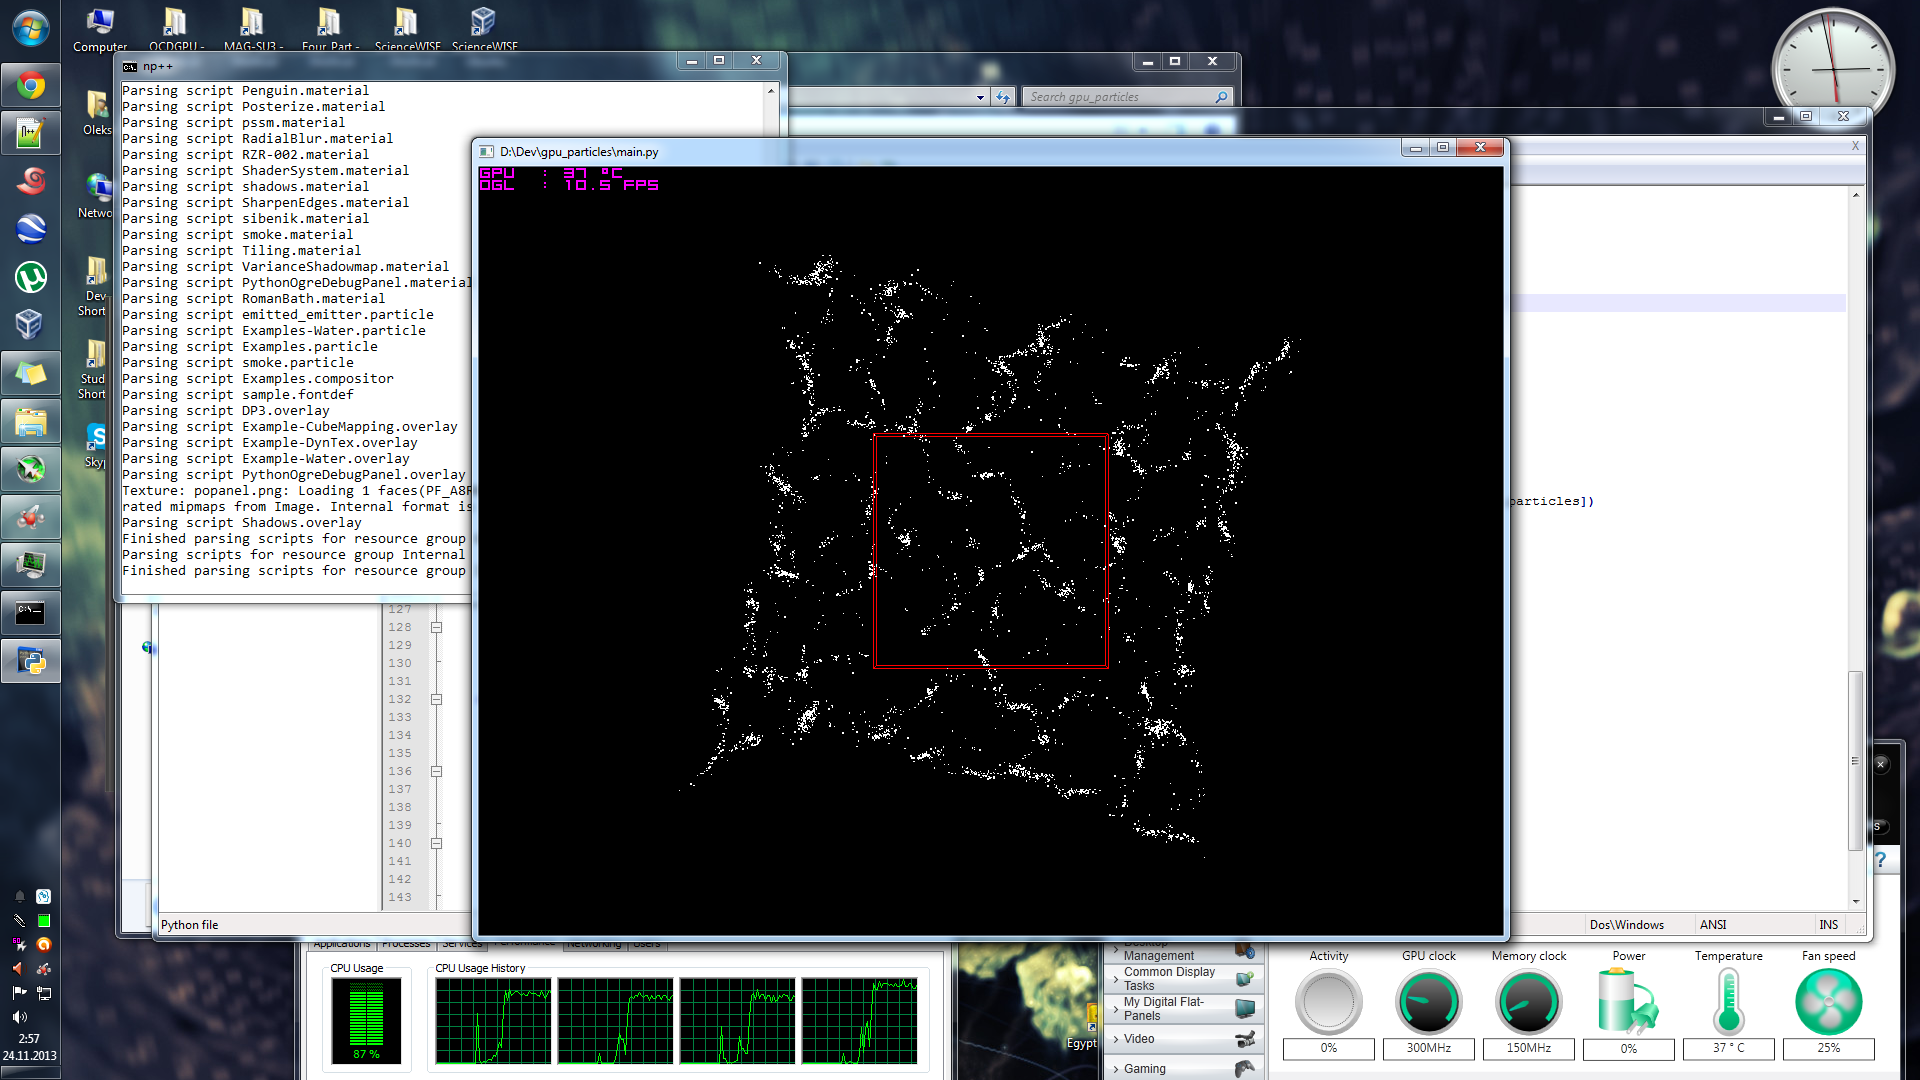 Computer
OCDGPU -
MAG-SU3 -
Four_Part -
ScienceWISE
ScienceWISE
Oleks
Netwo
Dev
Short
Stud
Short
Sky
np++
Parsing script Penguin.material
Parsing script Posterize.material
Parsing script pssm.material
Parsing script RadialBlur.material
Parsing script RZR-002.material
Parsing script ShaderSystem.material
Parsing script shadows.material
Parsing script SharpenEdges.material
Parsing script sibenik.material
Parsing script smoke.material
Parsing script Tiling.material
Parsing script VarianceShadowmap.material
Parsing script PythonOgreDebugPanel.material
Parsing script RomanBath.material
Parsing script emitted_emitter.particle
Parsing script Examples-Water.particle
Parsing script Examples.particle
Parsing script smoke.particle
Parsing script Examples.compositor
Parsing script sample.fontdef
Parsing script DP3.overlay
Parsing script Example-CubeMapping.overlay
Parsing script Example-DynTex.overlay
Parsing script Example-Water.overlay
Parsing script PythonOgreDebugPanel.overlay
Texture: popanel.png: Loading 1 faces(PF_A8R
rated mipmaps from Image. Internal format is
Parsing script Shadows.overlay
Finished parsing scripts for resource group
Parsing scripts for resource group Internal
Finished parsing scripts for resource group
Search gpu_particles
D:\Dev\gpu_particles\main.py
GPU : 37 °C
OGL : 10.5 FPS
particles])
127
128
129
130
131
132
133
134
135
136
137
138
139
140
141
142
143
Python file
Dos\Windows
ANSI
INS
Applications
Processes
Services
Performance
Networking
Users
CPU Usage
CPU Usage History
87 %
Egypt
Desktop
Management
Common Display
Tasks
My Digital Flat-
Panels
Video
Gaming
Activity
GPU clock
Memory clock
Power
Temperature
Fan speed
0%
300MHz
150MHz
0%
37 ° C
25%
2:57
24.11.2013